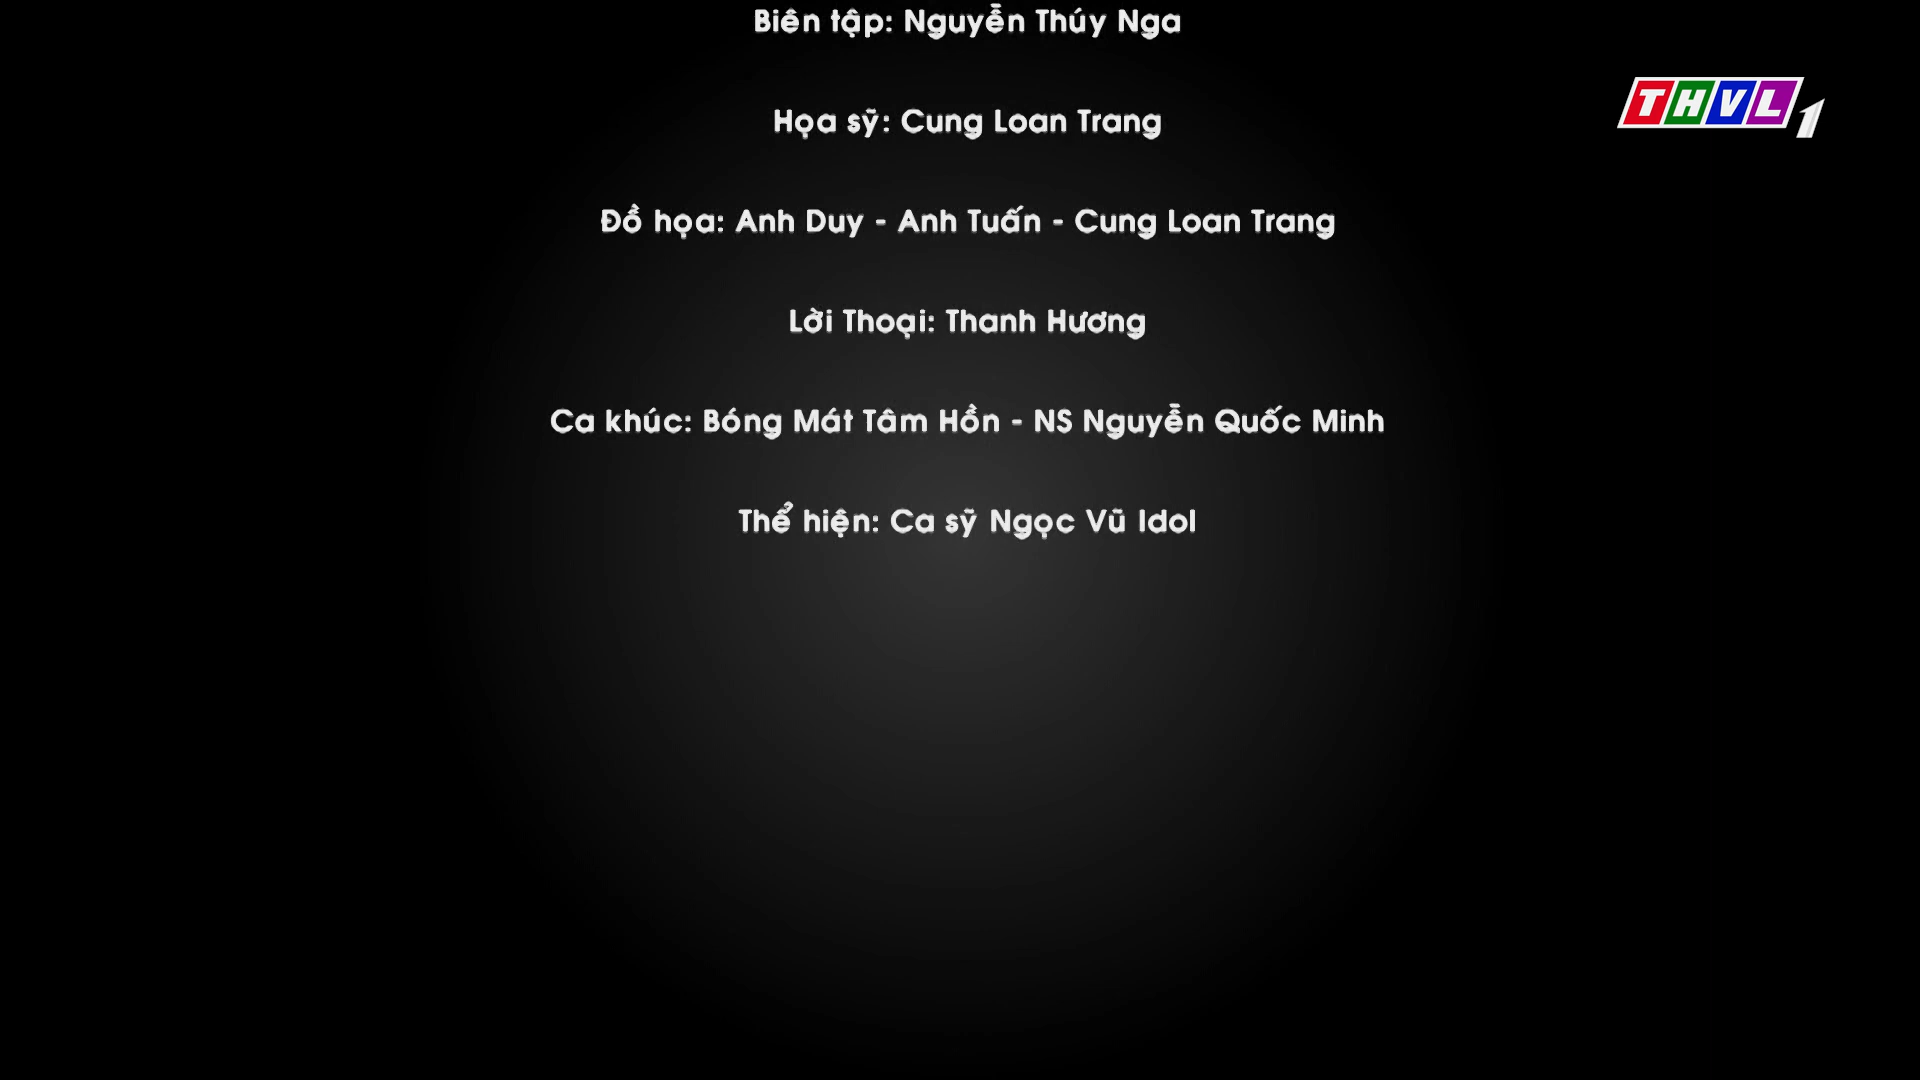 Biên tập: Nguyễn Thúy Nga
THVL1
Họa sỹ: Cung Loan Trang
Đồ họa: Anh Duy - Anh Tuấn - Cung Loan Trang
Lời Thoại: Thanh Hương
Ca khúc: Bóng Mát Tâm Hồn - NS Nguyễn Quốc Minh
Thể hiện: Ca sỹ Ngọc Vũ Idol